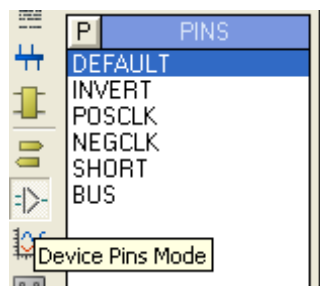 P PINS
DEFAULT
INVERT
POSCLK
NEGCLK
SHORT
BUS
Device Pins Mode